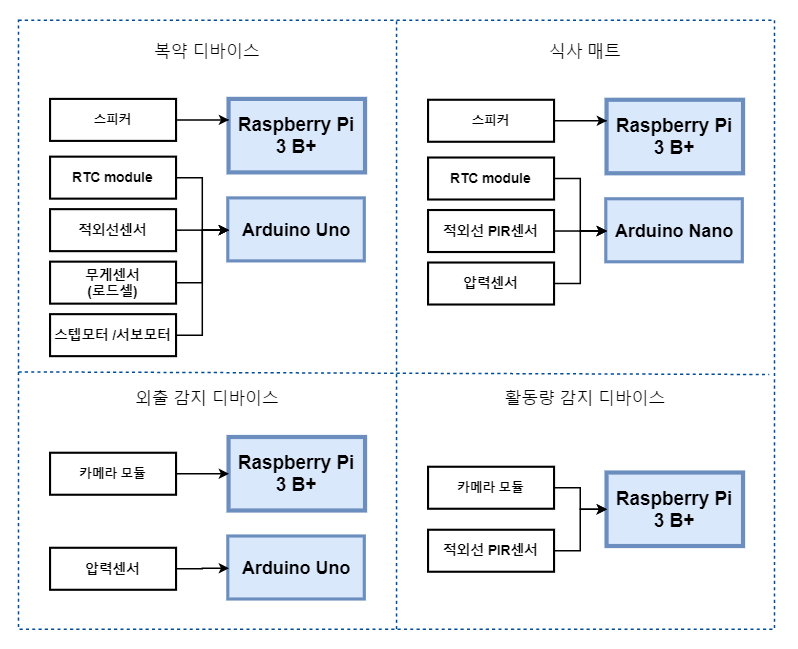 복약 디바이스
스피커
Raspberry Pi
3 B+
RTC module
적외선센서
무게센서
(로드셀)
스텝모터 /서보모터
Arduino Uno
식사 매트
스피커
Raspberry Pi
3 B+
RTC module
적외선 PIR센서
압력센서
Arduino Nano
외출 감지 디바이스
카메라 모듈
Raspberry Pi
3 B+
압력센서
Arduino Uno
활동량 감지 디바이스
카메라 모듈
적외선 PIR센서
Raspberry Pi
3 B+